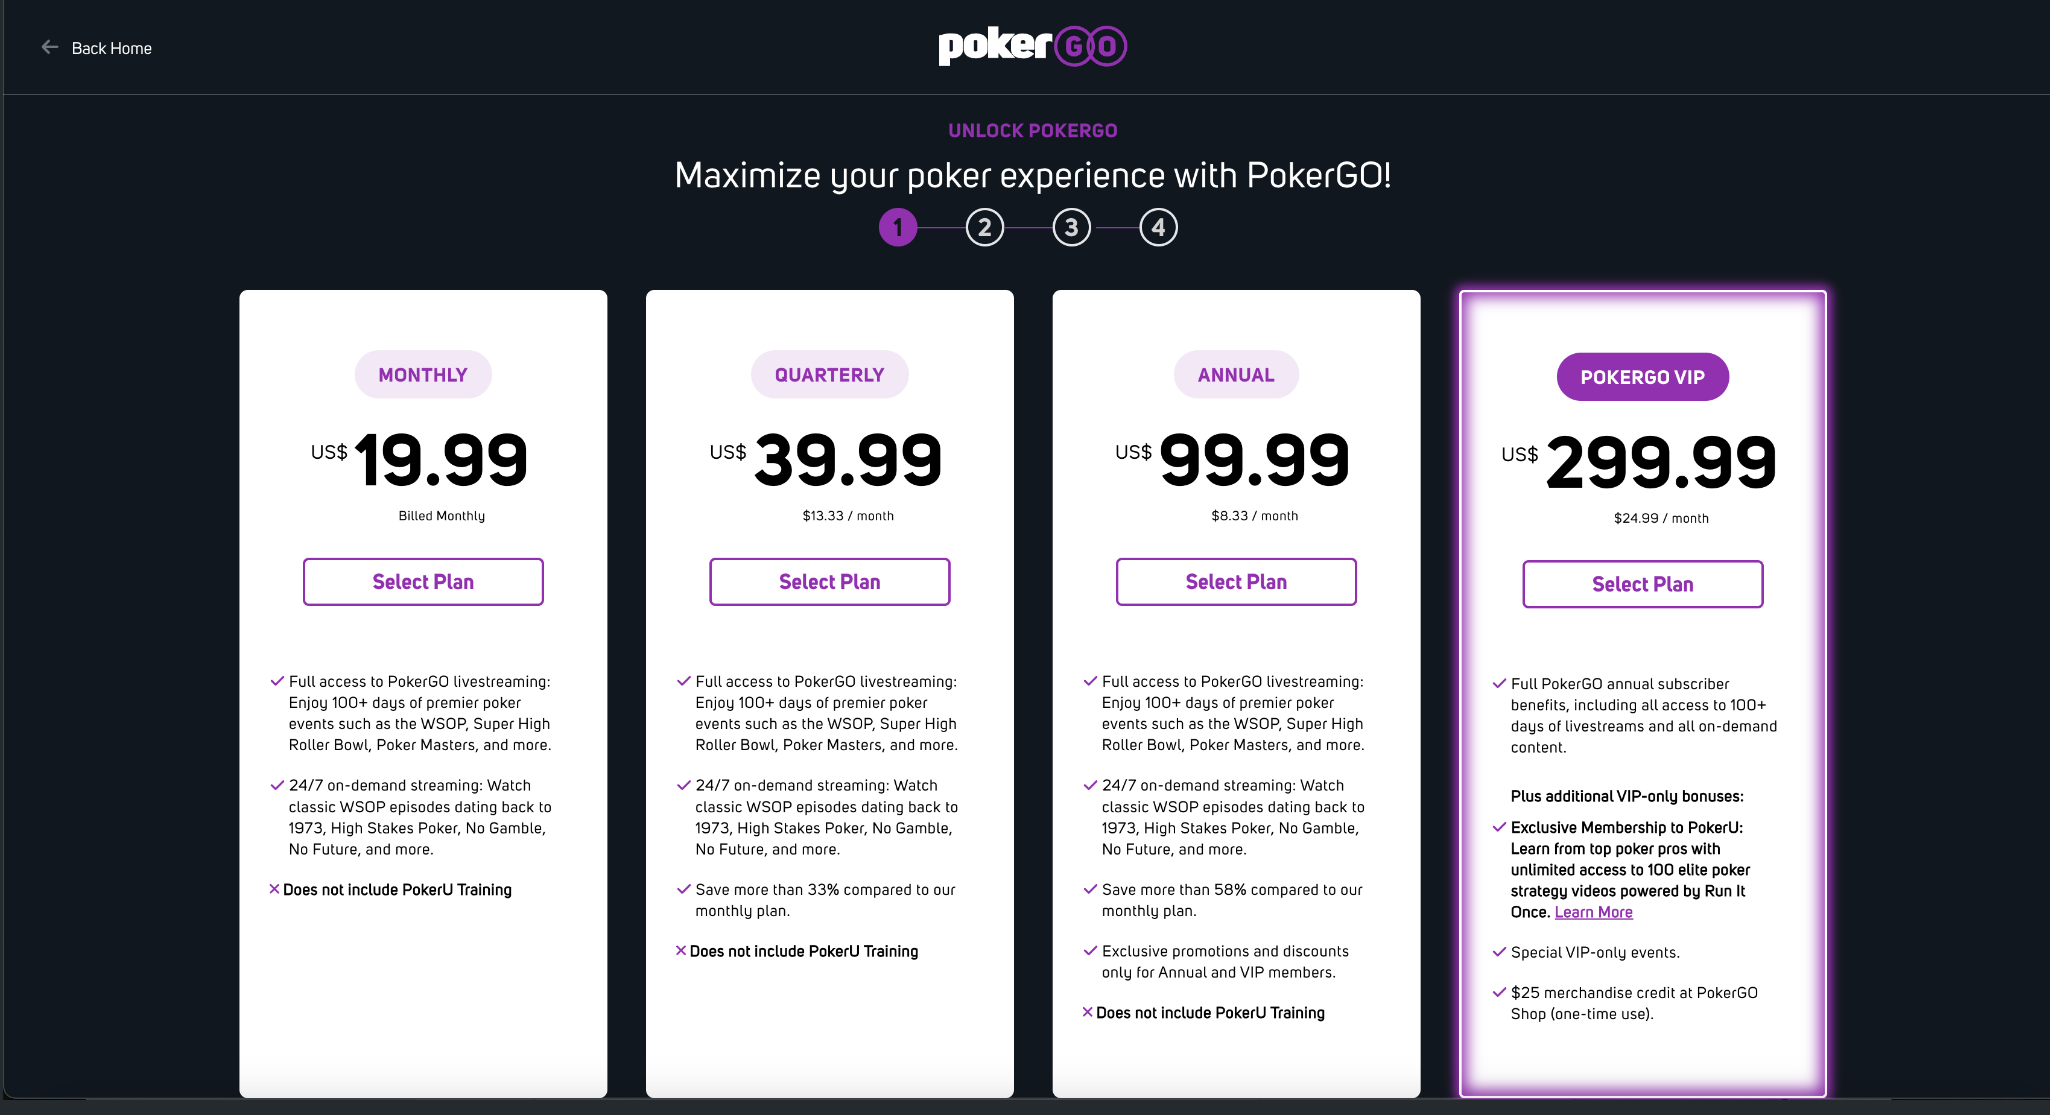 Back Home
pokerGO
UNLOCK POKERGO
Maximize your poker experience with PokerGO!
1
2
3
4
MONTHLY
US$ 19.99
Billed Monthly
Select Plan
Full access to PokerGO livestreaming:
Enjoy 100+ days of premier poker
events such as the WSOP, Super High
Roller Bowl, Poker Masters, and more.
24/7 on-demand streaming: Watch
classic WSOP episodes dating back to
1973, High Stakes Poker, No Gamble,
No Future, and more.
Does not include PokerU Training
QUARTERLY
US$ 39.99
$13.33 / month
Select Plan
Full access to PokerGO livestreaming:
Enjoy 100+ days of premier poker
events such as the WSOP, Super High
Roller Bowl, Poker Masters, and more.
24/7 on-demand streaming: Watch
classic WSOP episodes dating back to
1973, High Stakes Poker, No Gamble,
No Future, and more.
Save more than 33% compared to our
monthly plan.
Does not include PokerU Training
ANNUAL
US$ 99.99
$8.33 / month
Select Plan
Full access to PokerGO livestreaming:
Enjoy 100+ days of premier poker
events such as the WSOP, Super High
Roller Bowl, Poker Masters, and more.
24/7 on-demand streaming: Watch
classic WSOP episodes dating back to
1973, High Stakes Poker, No Gamble,
No Future, and more.
Save more than 58% compared to our
monthly plan.
Exclusive promotions and discounts
only for Annual and VIP members.
Does not include PokerU Training
POKERGO VIP
US$ 299.99
$24.99 / month
Select Plan
Full PokerGO annual subscriber
benefits, including all access to 100+
days of livestreams and all on-demand
content.
Plus additional VIP-only bonuses:
Exclusive Membership to PokerU:
Learn from top poker pros with
unlimited access to 100 elite poker
strategy videos powered by Run It
Once. Learn More
Special VIP-only events.
$25 merchandise credit at PokerGO
Shop (one-time use).